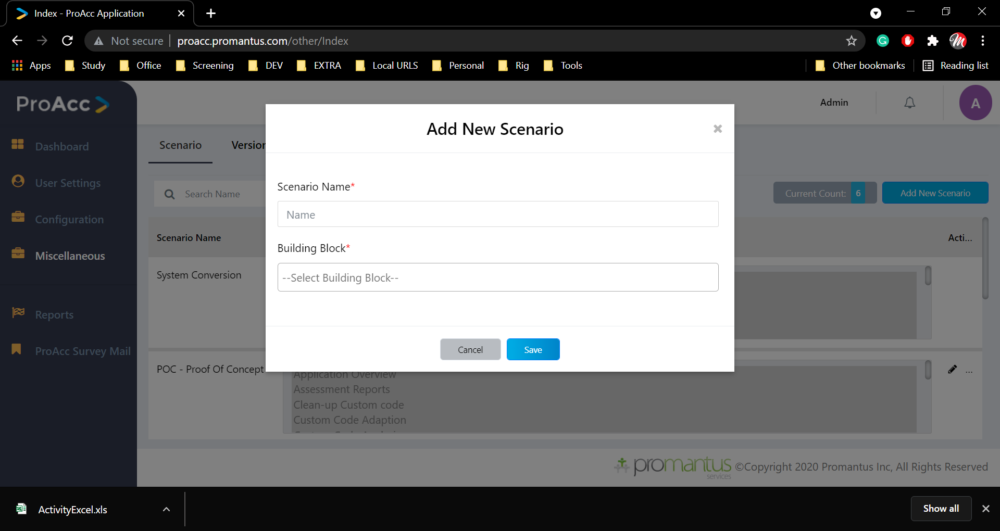 Index - ProAcc Application
Not secure
proacc.promantus.com/other/Index
Apps
Study
Office
Screening
DEV
EXTRA
Local URLS
Personal
Rig
Tools
Other bookmarks
Reading list
ProAcc
Admin
A
Dashboard
User Settings
Configuration
Miscellaneous
Reports
ProAcc Survey Mail
Scenario
Version
Search Name
Current Count: 6
Add New Scenario
Scenario Name
Acti...
System Conversion
POC - Proof Of Concept
...
Application Overview
Assessment Reports
Clean-up Custom code
Custom Code Adaption
Add New Scenario
Scenario Name*
Name
Building Block*
--Select Building Block--
Cancel
Save
promantus
services
©Copyright 2020 Promantus Inc, All Rights Reserved
ActivityExcel.xls
Show all